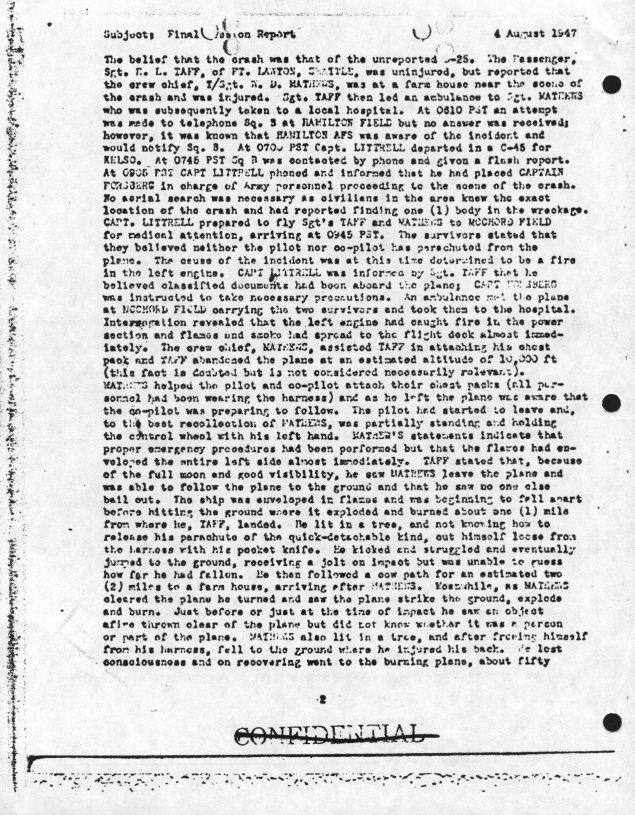 Subject: Final Mission Report 4 August 1947
The belief that the crash was that of the unreported B-25. The Passenger,
Sgt. E. L. TAFF, of FT. LAWTON, SEATTLE, was uninjured, but reported that
the crew chief, T/Sgt. W. D. MATHEWS, was at a farm house near the scene of
the crash and was injured. Sgt. TAFF then led an ambulance to Sgt. MATHEWS
who was subsequently taken to a local hospital. At 0610 PST an attempt
was made to telephone Sq. B at HAMILTON FIELD but no answer was received;
however, it was known that HAMILTON AFS was aware of the incident and
would notify Sq. B. At 0700 PST Capt. LITTRELL departed in a C-45 for
KELSO. At 0745 PST Sq B was contacted by phone and given a flash report.
At 0905 PST CAPT LITTRELL phoned and informed that he had placed CAPTAIN
FORSBERG in charge of Army personnel proceeding to the scene of the crash.
No aerial search was necessary as civilians in the area knew the exact
location of the crash and had reported finding one (1) body in the wreckage.
CAPT. LITTRELL prepared to fly Sgt's TAFF and MATHEWS to MCCHORD FIELD
for medical attention, arriving at 0945 PST. The survivors stated that
they believed neither the pilot nor co-pilot has parachuted from the
plane. The cause of the incident was at this time determined to be a fire
in the left engine. CAPT LITTRELL was informed by Sgt. TAFF that he
believed classified documents had been aboard the plane; CAPT FORSBERG
was instructed to take necessary precautions. An ambulance met the plane
at MCCHORD FIELD carrying the two survivors and took them to the hospital.
Interrogation revealed that the left engine had caught fire in the power
section and flames and smoke had spread to the flight deck almost immed-
iately. The crew chief, MATHEWS, assisted TAFF in attaching his chest
pack and TAFF abandoned the plane at an estimated altitude of 10,000 ft
(this fact is doubted but is not considered necessarily relevant).
MATHEWS helped the pilot and co-pilot attach their chest packs (all per-
sonnel had been wearing the harness) and as he left the plane was aware that
the co-pilot was preparing to follow. The pilot had started to leave and,
to the best recollection of MATHEWS, was partially standing and holding
the control wheel with his left hand. MATHEW'S statements indicate that
proper emergency procedures had been performed but that the flames had en-
veloped the entire left side almost immediately. TAFF stated that, because
of the full moon and good visibility, he saw MATHEWS leave the plane and
was able to follow the plane to the ground and that he saw no one else
bail out. The ship was enveloped in flames and was beginning to fall apart
before hitting the ground where it exploded and burned about one (1) mile
from where he, TAFF, landed. He lit in a tree, and not knowing how to
release his parachute of the quick-detachable kind, cut himself loose from
the harness with his pocket knife. He kicked and struggled and eventually
jumped to the ground, receiving a jolt on impact but was unable to guess
how far he had fallen. He then followed a cow path for an estimated two
(2) miles to a farm house, arriving after MATHEWS. Meanwhile, as MATHEWS
cleared the plane he turned and saw the plane strike the ground, explode
and burn. Just before or just at the time of impact he saw an object
afire thrown clear of the plane but did not know whether it was a person
or part of the plane. MATHEWS also lit in a tree, and after freeing himself
from his harness, fell to the ground where he injured his back. He lost
consciousness and on recovering went to the burning plane, about fifty
2
CONFIDENTIAL